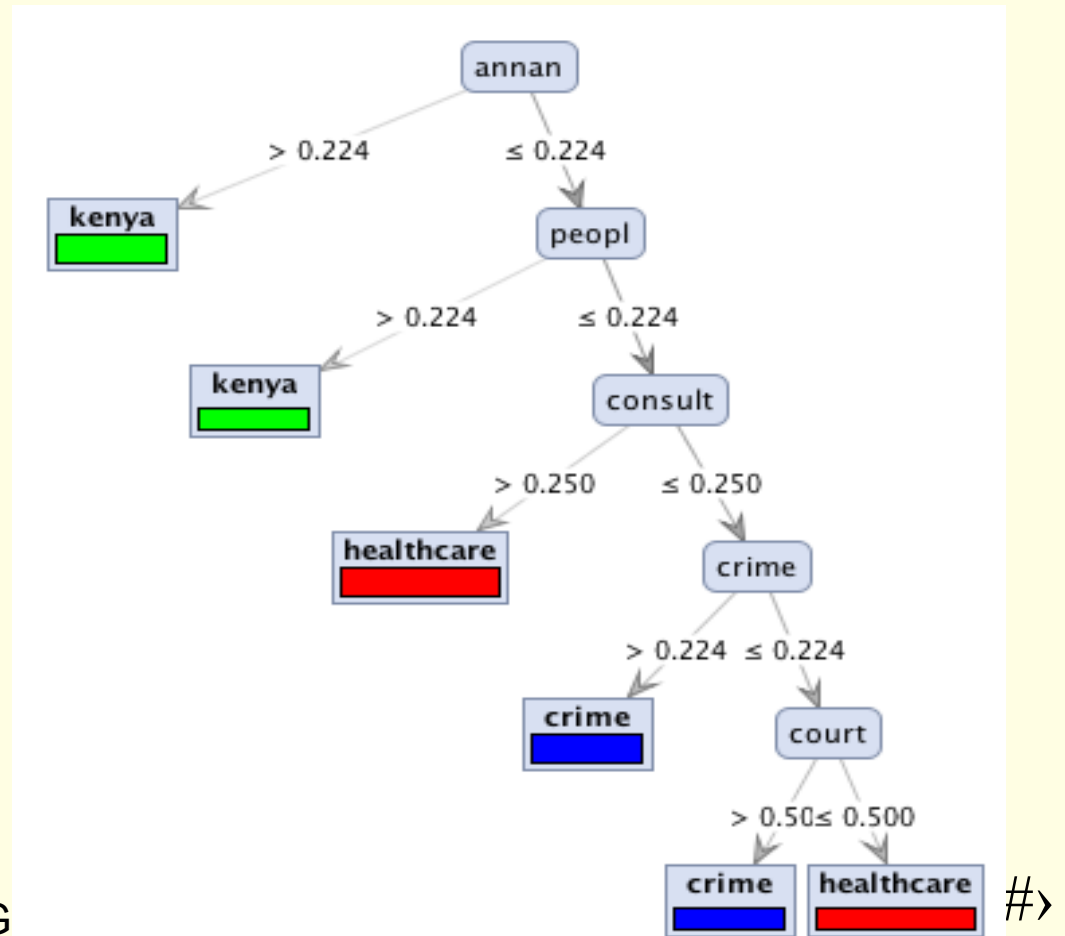 annan
> 0.224 ≤ 0.224
kenya
peopl
> 0.224 ≤ 0.224
kenya
consult
> 0.250 ≤ 0.250
healthcare
crime
> 0.224 ≤ 0.224
crime
court
> 0.50 ≤ 0.500
crime healthcare
G #›